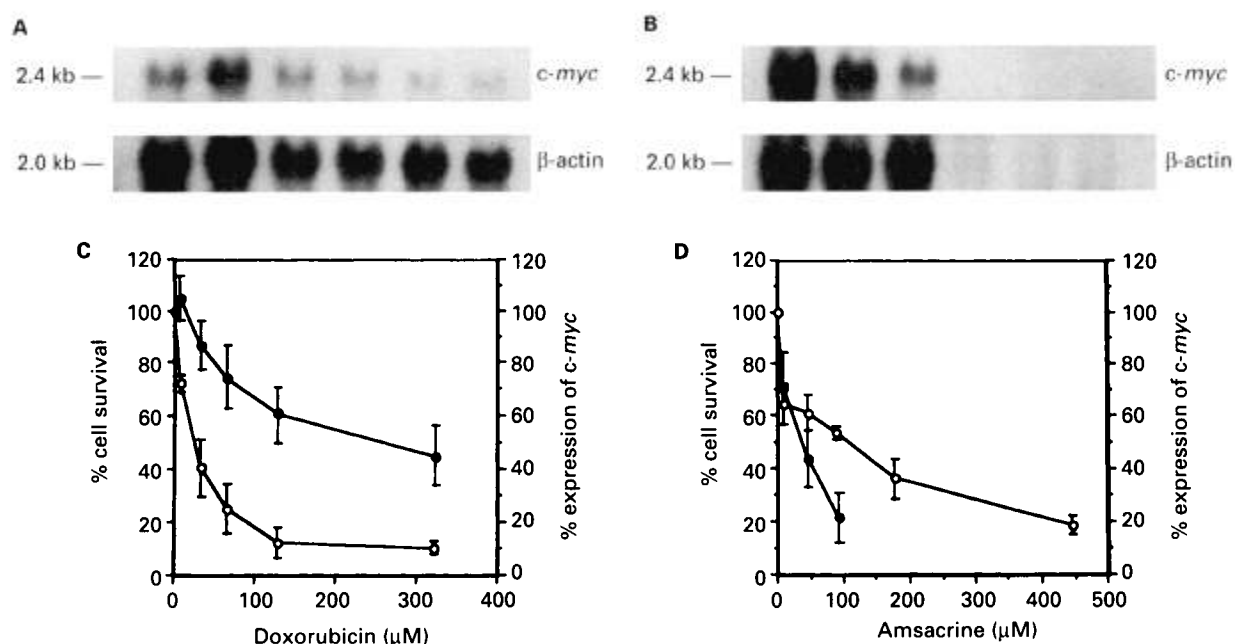 A
2.4 kb —
c-myc
2.0 kb —
β-actin
B
2.4 kb —
c-myc
2.0 kb —
β-actin
C
120
100
80
60
40
20
0
% cell survival
120
100
80
60
40
20
0
% expression of c-myc
0 100 200 300 400
Doxorubicin (μM)
D
120
100
80
60
40
20
0
% cell survival
120
100
80
60
40
20
0
% expression of c-myc
0 100 200 300 400 500
Amsacrine (μM)